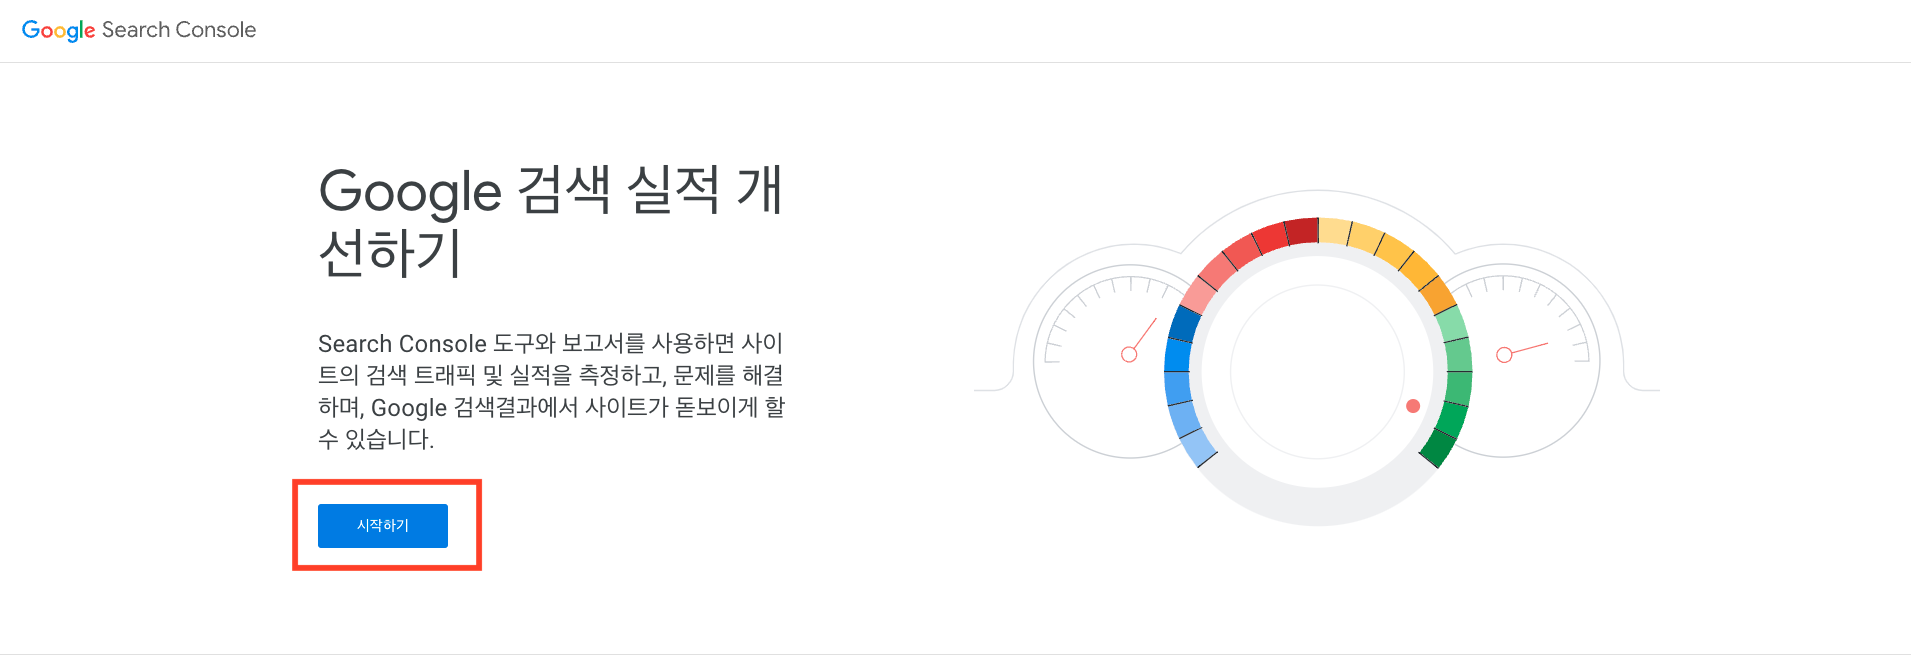 Google Search Console
Google 검색 실적 개
선하기
Search Console 도구와 보고서를 사용하면 사이
트의 검색 트래픽 및 실적을 측정하고, 문제를 해결
하며, Google 검색결과에서 사이트가 돋보이게 할
수 있습니다.
시작하기